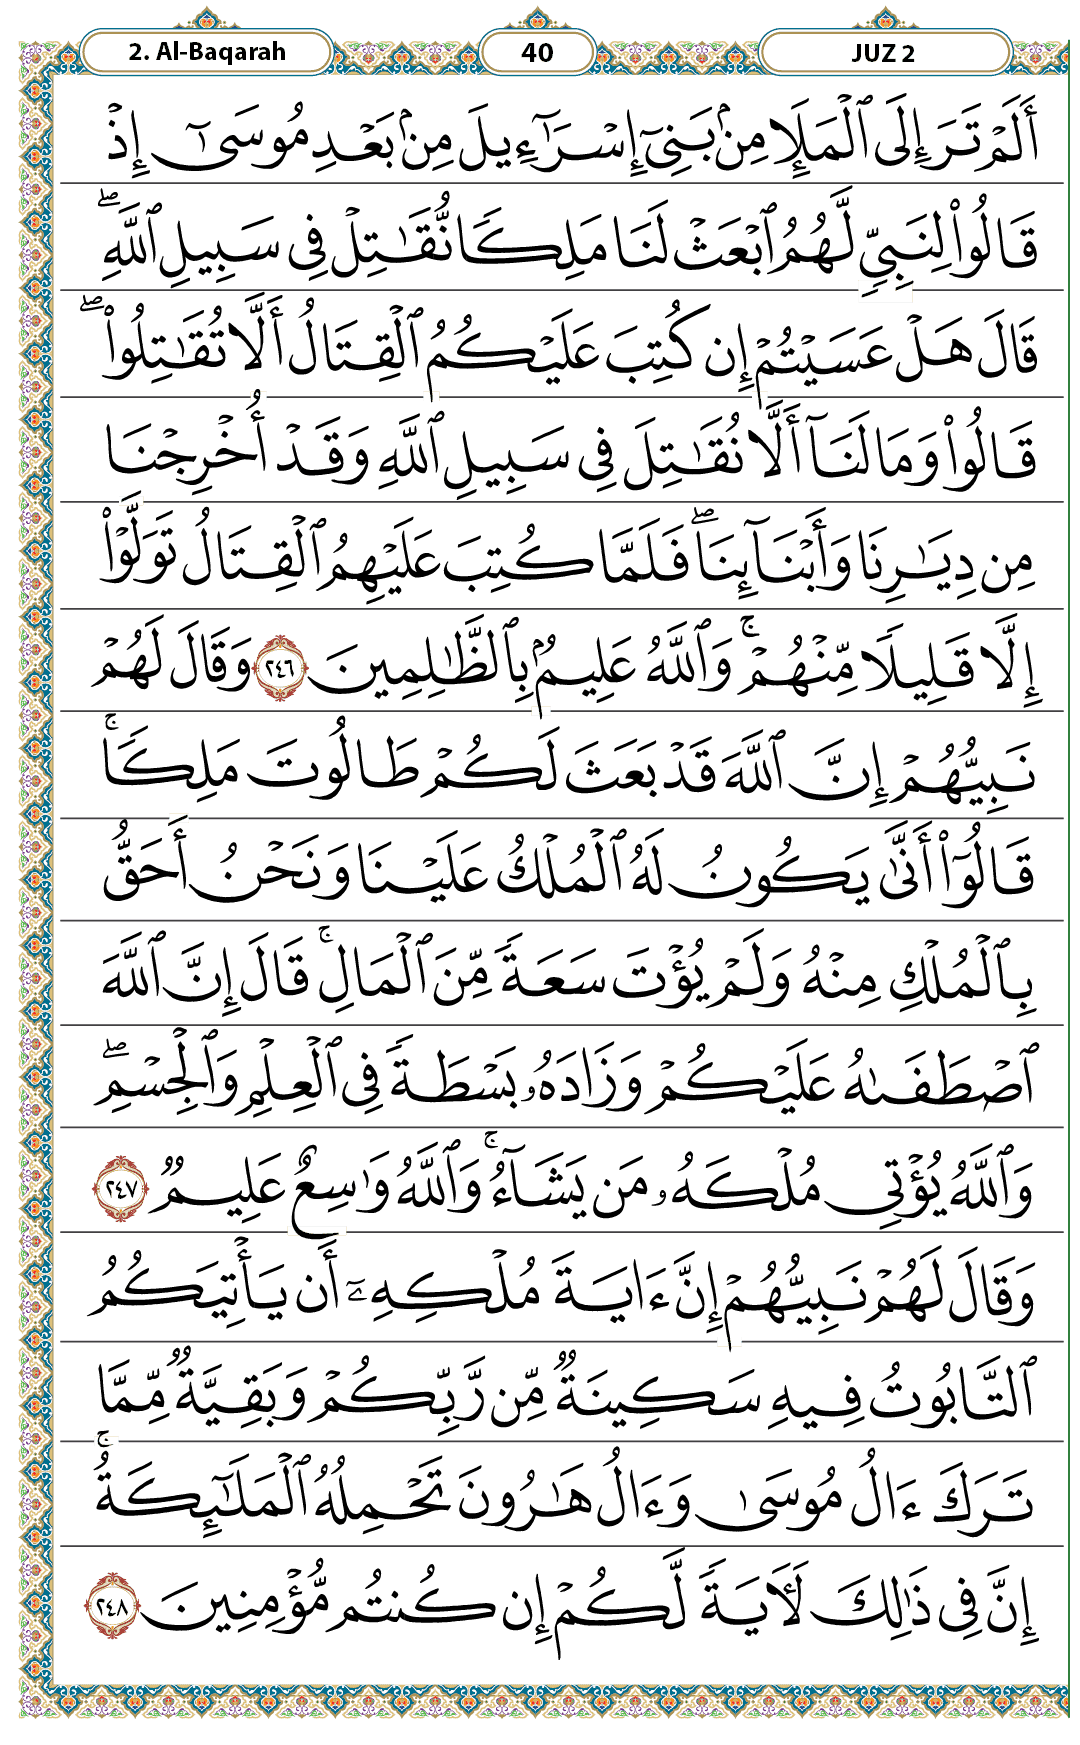 2. Al-Baqarah 40 JUZ 2
أَلَمْ تَرَ إِلَى ٱلْمَلَإِ مِنۢ بَنِىٓ إِسْرَٰٓءِيلَ مِنۢ بَعْدِ مُوسَىٰٓ إِذْ
قَالُوا۟ لِنَبِىٍّ لَّهُمُ ٱبْعَثْ لَنَا مَلِكًا نُّقَٰتِلْ فِى سَبِيلِ ٱللَّهِ ۖ
قَالَ هَلْ عَسَيْتُمْ إِن كُتِبَ عَلَيْكُمُ ٱلْقِتَالُ أَلَّا تُقَٰتِلُوا۟ ۖ
قَالُوا۟ وَمَا لَنَآ أَلَّا نُقَٰتِلَ فِى سَبِيلِ ٱللَّهِ وَقَدْ أُخْرِجْنَا
مِن دِيَٰرِنَا وَأَبْنَآئِنَا ۖ فَلَمَّا كُتِبَ عَلَيْهِمُ ٱلْقِتَالُ تَوَلَّوْا۟
إِلَّا قَلِيلًا مِّنْهُمْ ۚ وَٱللَّهُ عَلِيمٌۢ بِٱلظَّٰلِمِينَ ٢٤٦ وَقَالَ لَهُمْ
نَبِيُّهُمْ إِنَّ ٱللَّهَ قَدْ بَعَثَ لَكُمْ طَالُوتَ مَلِكًا ۚ
قَالُوٓا۟ أَنَّىٰ يَكُونُ لَهُ ٱلْمُلْكُ عَلَيْنَا وَنَحْنُ أَحَقُّ
بِٱلْمُلْكِ مِنْهُ وَلَمْ يُؤْتَ سَعَةً مِّنَ ٱلْمَالِ ۚ قَالَ إِنَّ ٱللَّهَ
ٱصْطَفَىٰهُ عَلَيْكُمْ وَزَادَهُۥ بَسْطَةً فِى ٱلْعِلْمِ وَٱلْجِسْمِ ۖ
وَٱللَّهُ يُؤْتِى مُلْكَهُۥ مَن يَشَآءُ ۚ وَٱللَّهُ وَٰسِعٌ عَلِيمٌ ٢٤٧
وَقَالَ لَهُمْ نَبِيُّهُمْ إِنَّ ءَايَةَ مُلْكِهِۦٓ أَن يَأْتِيَكُمُ
ٱلتَّابُوتُ فِيهِ سَكِينَةٌ مِّن رَّبِّكُمْ وَبَقِيَّةٌ مِّمَّا
تَرَكَ ءَالُ مُوسَىٰ وَءَالُ هَٰرُونَ تَحْمِلُهُ ٱلْمَلَٰٓئِكَةُ ۚ
إِنَّ فِى ذَٰلِكَ لَءَايَةً لَّكُمْ إِن كُنتُم مُّؤْمِنِينَ ٢٤٨